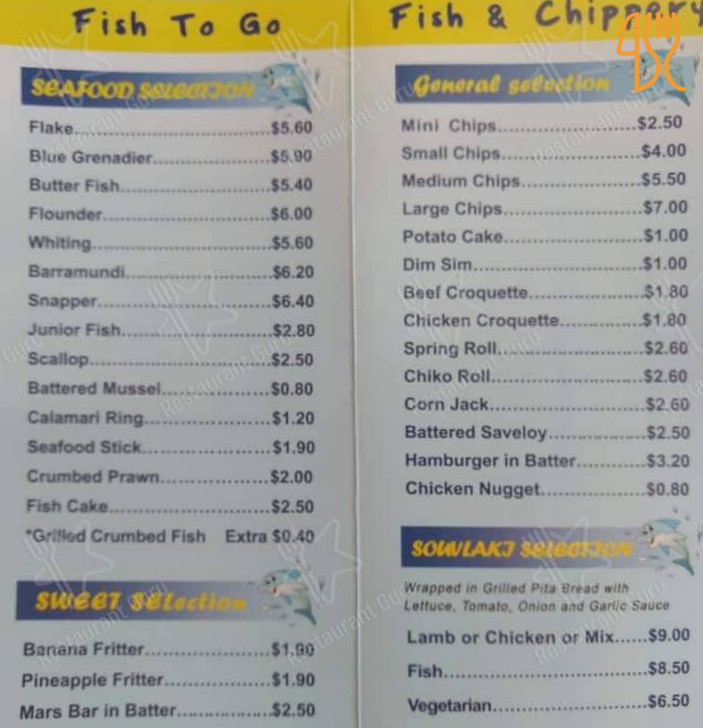 Fish To Go
SEAFOOD SELECTION
Flake..................................$5.60
Blue Grenadier....................$5.90
Butter Fish.........................$5.40
Flounder............................$6.00
Whiting..............................$5.60
Barramundi........................$6.20
Snapper.............................$6.40
Junior Fish.........................$2.80
Scallop...............................$2.50
Battered Mussel..................$0.80
Calamari Ring.....................$1.20
Seafood Stick.....................$1.90
Crumbed Prawn..................$2.00
Fish Cake...........................$2.50
*Grilled Crumbed Fish Extra $0.40
SWEET SELection
Banana Fritter.....................$1.90
Pineapple Fritter..................$1.90
Mars Bar in Batter................$2.50
Fish & Chippery
General selection
Mini Chips.........................$2.50
Small Chips.......................$4.00
Medium Chips....................$5.50
Large Chips.......................$7.00
Potato Cake.......................$1.00
Dim Sim............................$1.00
Beef Croquette...................$1.80
Chicken Croquette..............$1.80
Spring Roll........................$2.60
Chiko Roll.........................$2.60
Corn Jack..........................$2.60
Battered Saveloy................$2.50
Hamburger in Batter............$3.20
Chicken Nugget..................$0.80
SOUVLAKI SELECTION
Wrapped in Grilled Pita Bread with
Lettuce, Tomato, Onion and Garlic Sauce
Lamb or Chicken or Mix......$9.00
Fish...................................$8.50
Vegetarian.........................$6.50
Restaurant Guru